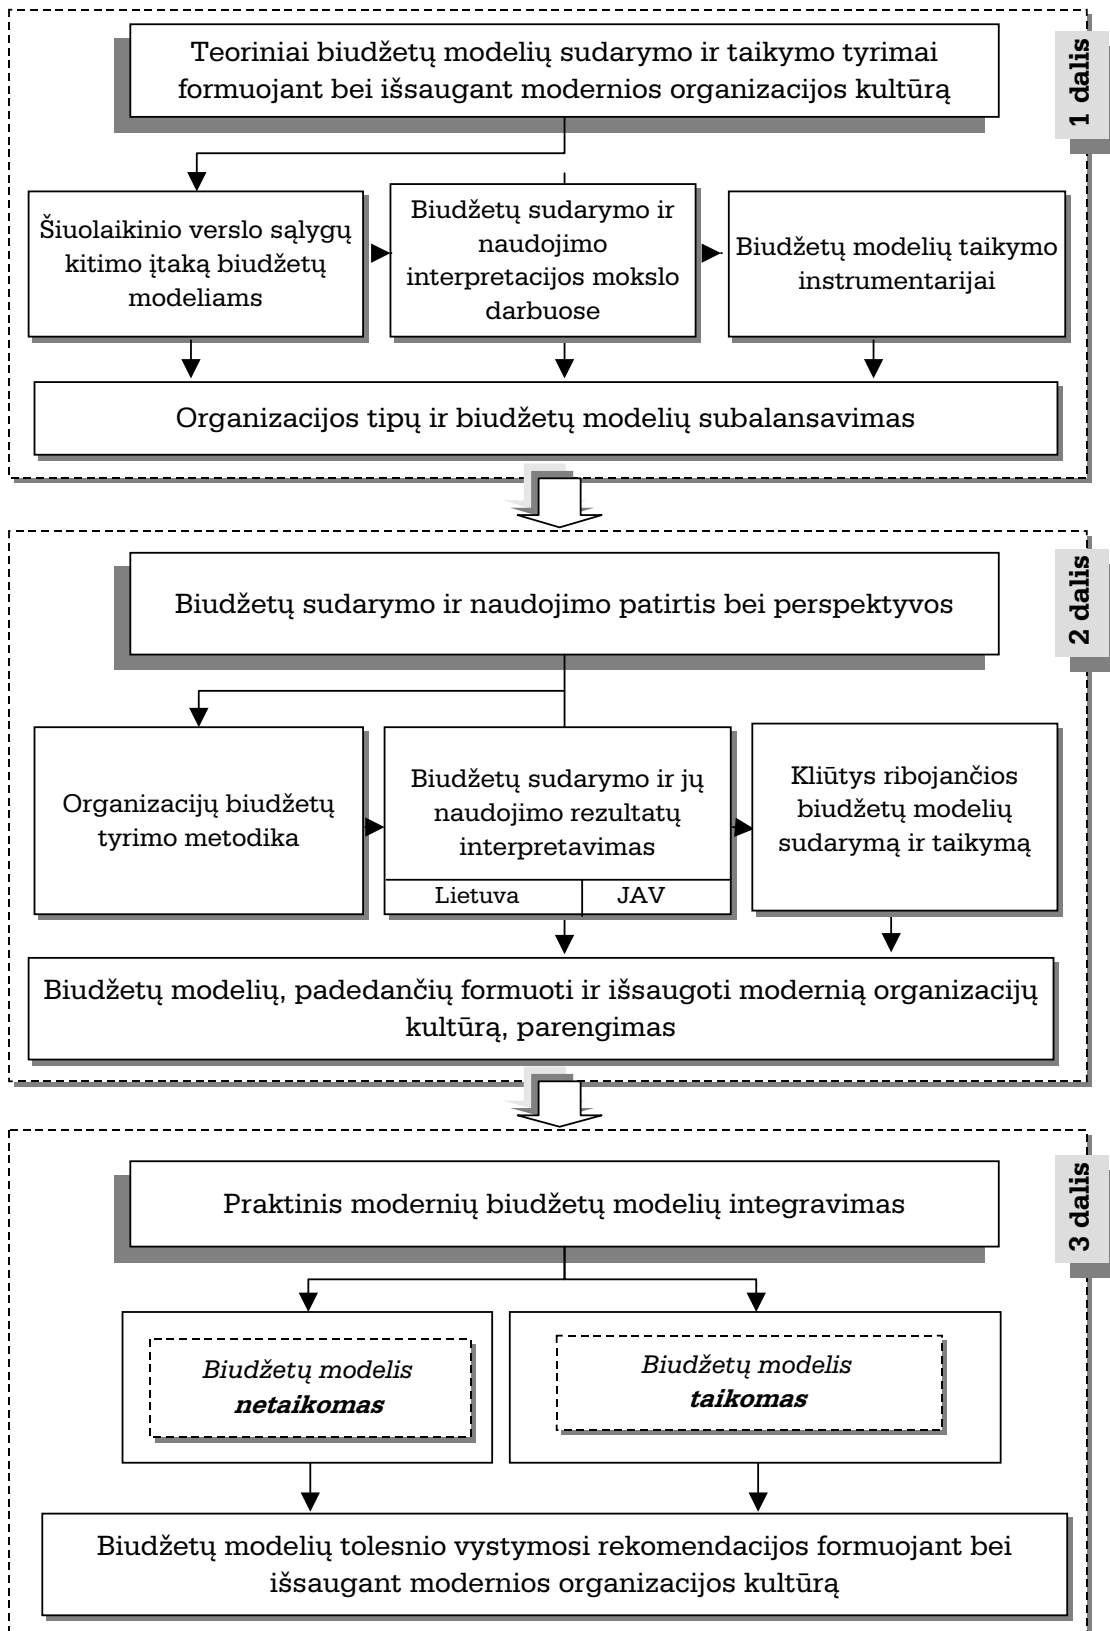 Teoriniai biudžetų modelių sudarymo ir taikymo tyrimai
formuojant bei išsaugant modernios organizacijos kultūrą
1 dalis
Šiuolaikinio verslo sąlygų
kitimo įtaką biudžetų
modeliams
Biudžetų sudarymo ir
naudojimo
interpretacijos mokslo
darbuose
Biudžetų modelių taikymo
instrumentarijai
Organizacijos tipų ir biudžetų modelių subalansavimas
Biudžetų sudarymo ir naudojimo patirtis bei perspektyvos
2 dalis
Organizacijų biudžetų
tyrimo metodika
Biudžetų sudarymo ir jų
naudojimo rezultatų
interpretavimas
Lietuva
JAV
Kliūtys ribojančios
biudžetų modelių
sudarymą ir taikymą
Biudžetų modelių, padedančių formuoti ir išsaugoti modernią organizacijų
kultūrą, parengimas
Praktinis modernių biudžetų modelių integravimas
3 dalis
Biudžetų modelis
netaikomas
Biudžetų modelis
taikomas
Biudžetų modelių tolesnio vystymosi rekomendacijos formuojant bei
išsaugant modernios organizacijos kultūrą